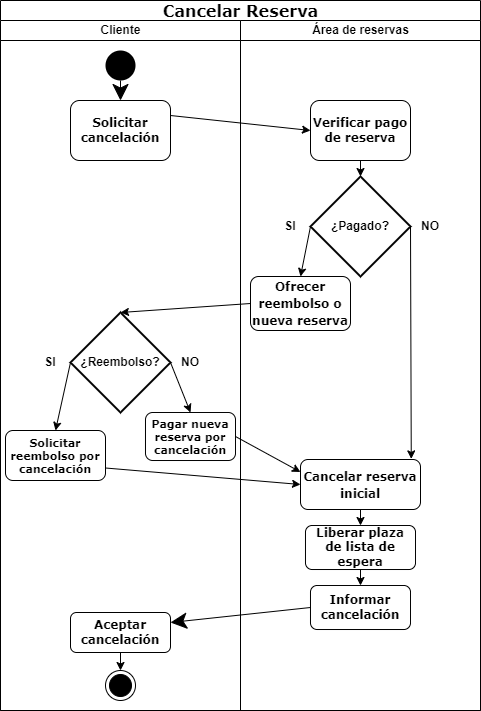 Cancelar Reserva
Cliente
Área de reservas
Solicitar
cancelación
Verificar pago
de reserva
¿Pagado?
SI
NO
Ofrecer
reembolso o
nueva reserva
¿Reembolso?
SI
NO
Pagar nueva
reserva por
cancelación
Solicitar
reembolso por
cancelación
Cancelar reserva
inicial
Liberar plaza
de lista de
espera
Informar
cancelación
Aceptar
cancelación